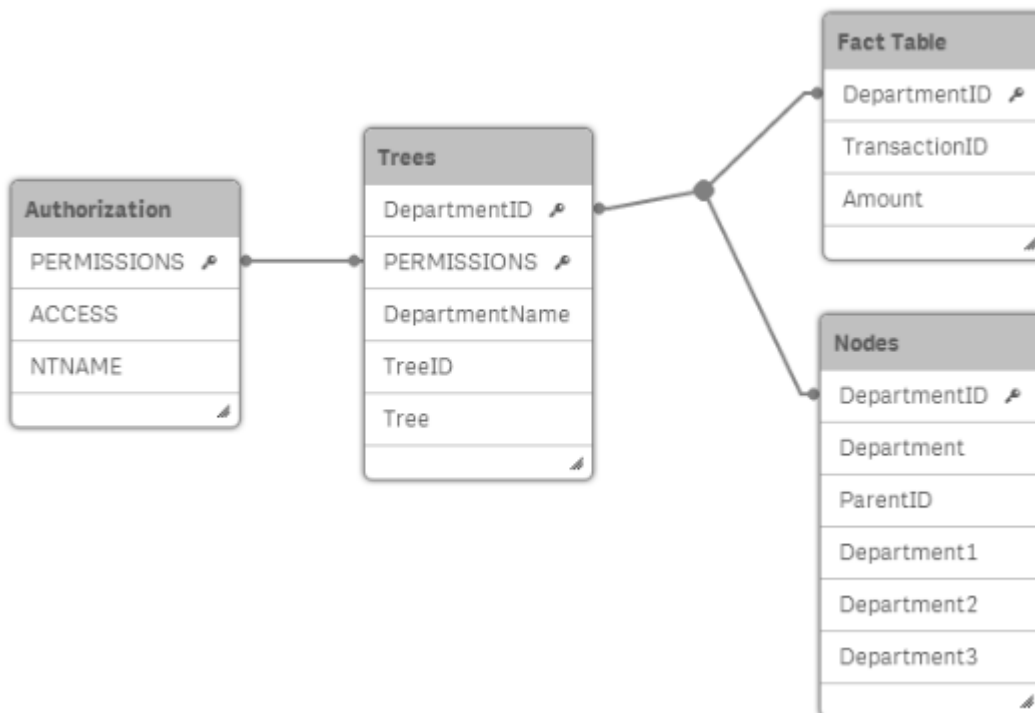 Authorization
PERMISSIONS
ACCESS
NTNAME
Trees
DepartmentID
PERMISSIONS
DepartmentName
TreeID
Tree
Fact Table
DepartmentID
TransactionID
Amount
Nodes
DepartmentID
Department
ParentID
Department1
Department2
Department3